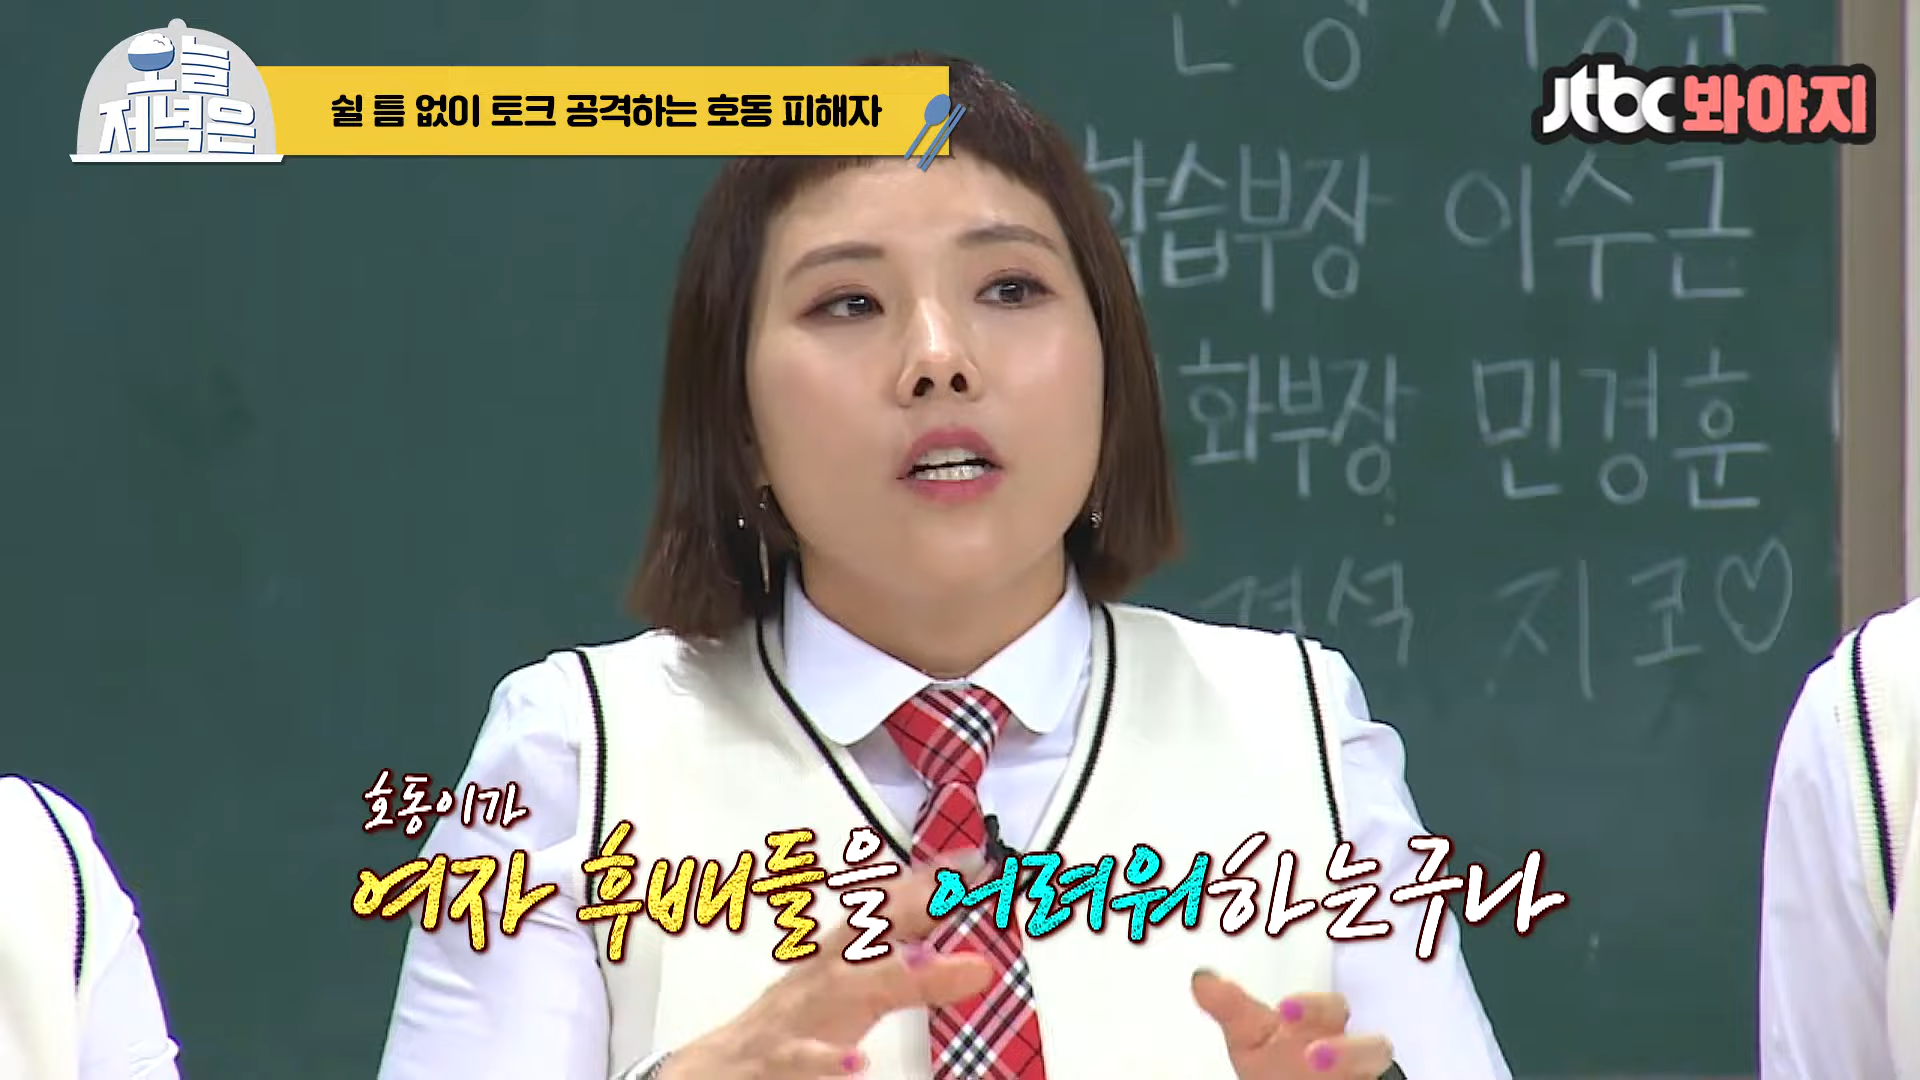 오늘
저녁은
쉴 틈 없이 토크 공격하는 호동 피해자
jtbc 봐야지
학습부장 이수근
화부장 민경훈
경석 지코♡
호동이가
여자 후배들을 어려워하는구나